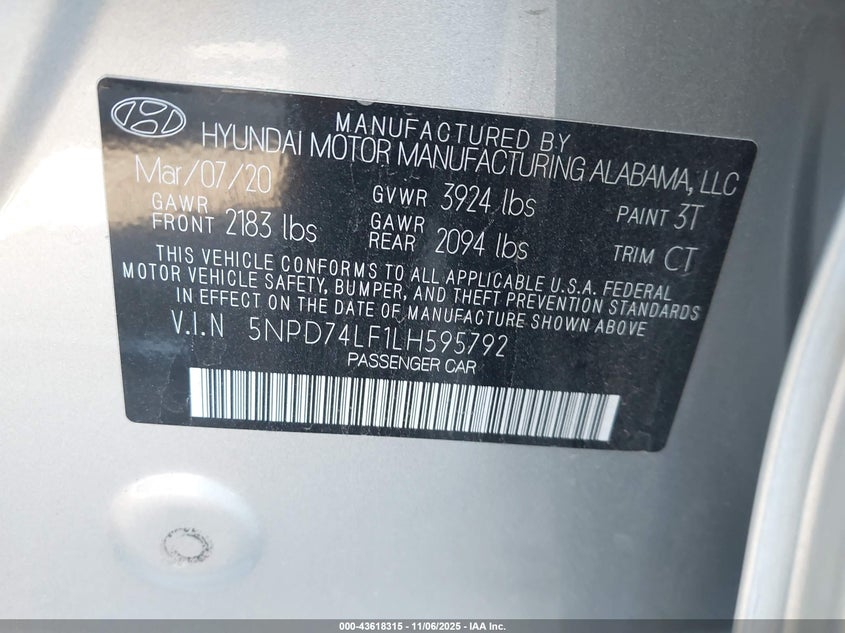 MANUFACTURED BY
HYUNDAI MOTOR MANUFACTURING ALABAMA, LLC
Mar/07/20 GVWR 3924 lbs PAINT 3T
GAWR FRONT 2183 lbs GAWR REAR 2094 lbs TRIM CT
THIS VEHICLE CONFORMS TO ALL APPLICABLE U.S.A. FEDERAL
MOTOR VEHICLE SAFETY, BUMPER, AND THEFT PREVENTION STANDARDS
IN EFFECT ON THE DATE OF MANUFACTURE SHOWN ABOVE.
V.I.N 5NPD74LF1LH595792
PASSENGER CAR
000-43618315 - 11/06/2025 - IAA Inc.